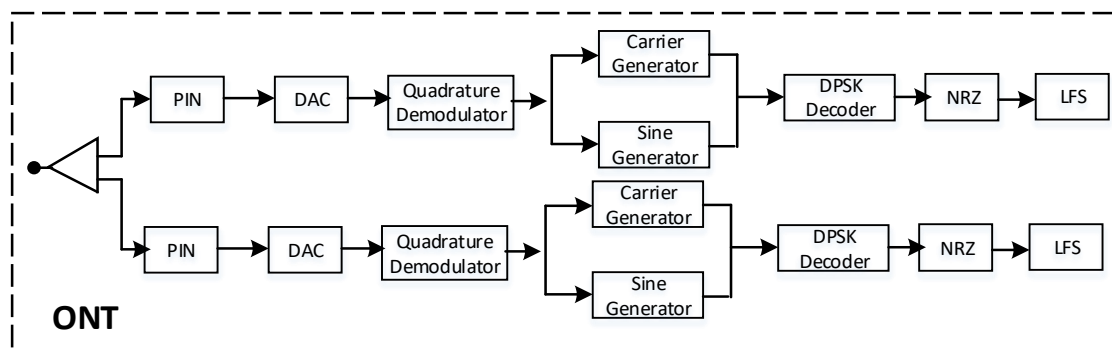 Carrier
Generator
PIN
DAC
Quadrature
Demodulator
DPSK
Decoder
NRZ
LFS
Sine
Generator
Carrier
Generator
PIN
DAC
Quadrature
Demodulator
DPSK
Decoder
NRZ
LFS
Sine
Generator
ONT